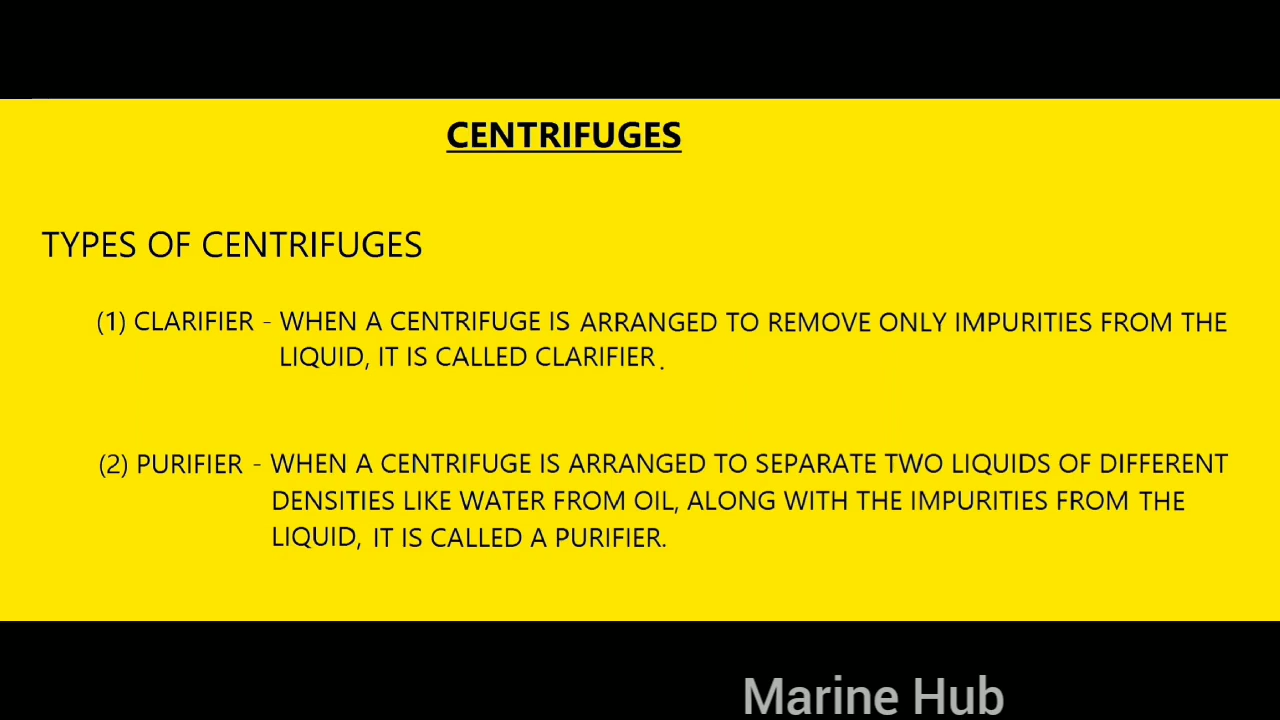 CENTRIFUGES
TYPES OF CENTRIFUGES
(1) CLARIFIER - WHEN A CENTRIFUGE IS ARRANGED TO REMOVE ONLY IMPURITIES FROM THE
LIQUID, IT IS CALLED CLARIFIER.
(2) PURIFIER - WHEN A CENTRIFUGE IS ARRANGED TO SEPARATE TWO LIQUIDS OF DIFFERENT
DENSITIES LIKE WATER FROM OIL, ALONG WITH THE IMPURITIES FROM THE
LIQUID, IT IS CALLED A PURIFIER.
Marine Hub